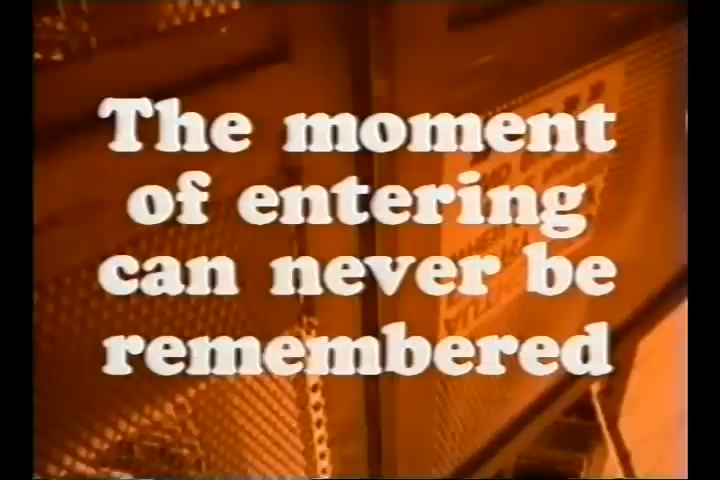 The moment
of entering
can never be
remembered